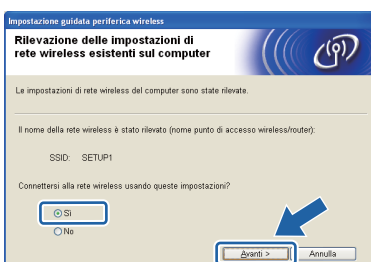 Impostazione guidata periferica wireless
Rilevazione delle impostazioni di
rete wireless esistenti sul computer
Le impostazioni di rete wireless del computer sono state rilevate.
Il nome della rete wireless è stato rilevato (nome punto di accesso wireless/router):
SSID: SETUP1
Connettersi alla rete wireless usando queste impostazioni?
Sì
No
Avanti > Annulla